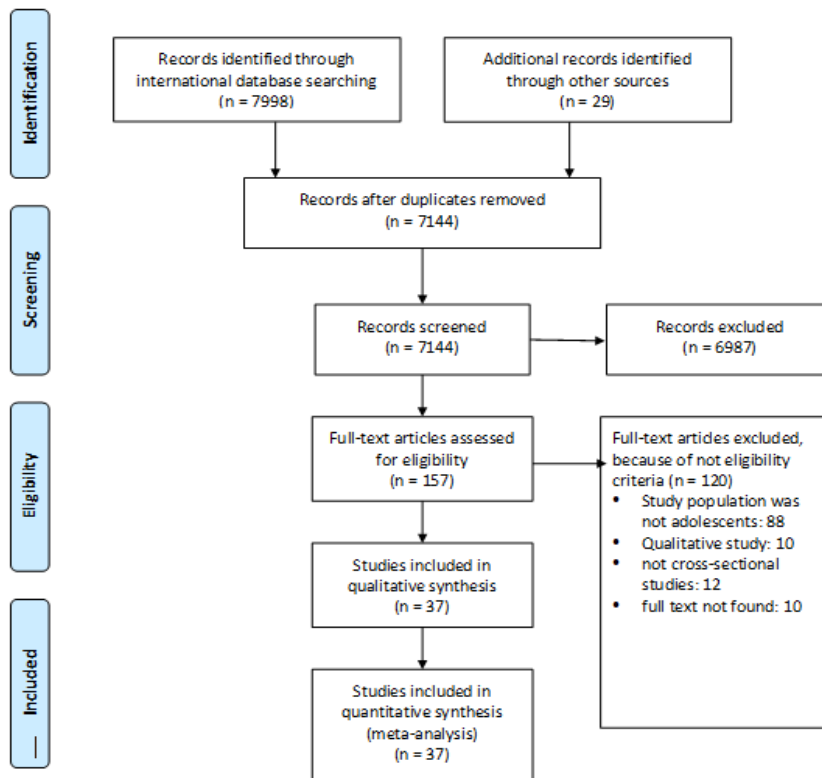 Identification
Records identified through
international database searching
(n = 7998)
Additional records identified
through other sources
(n = 29)
Records after duplicates removed
(n = 7144)
Screening
Records screened
(n = 7144)
Records excluded
(n = 6987)
Eligibility
Full-text articles assessed
for eligibility
(n = 157)
Full-text articles excluded,
because of not eligibility
criteria (n = 120)
• Study population was
not adolescents: 88
• Qualitative study: 10
• not cross-sectional
studies: 12
• full text not found: 10
Studies included in
qualitative synthesis
(n = 37)
Included
Studies included in
quantitative synthesis
(meta-analysis)
(n = 37)